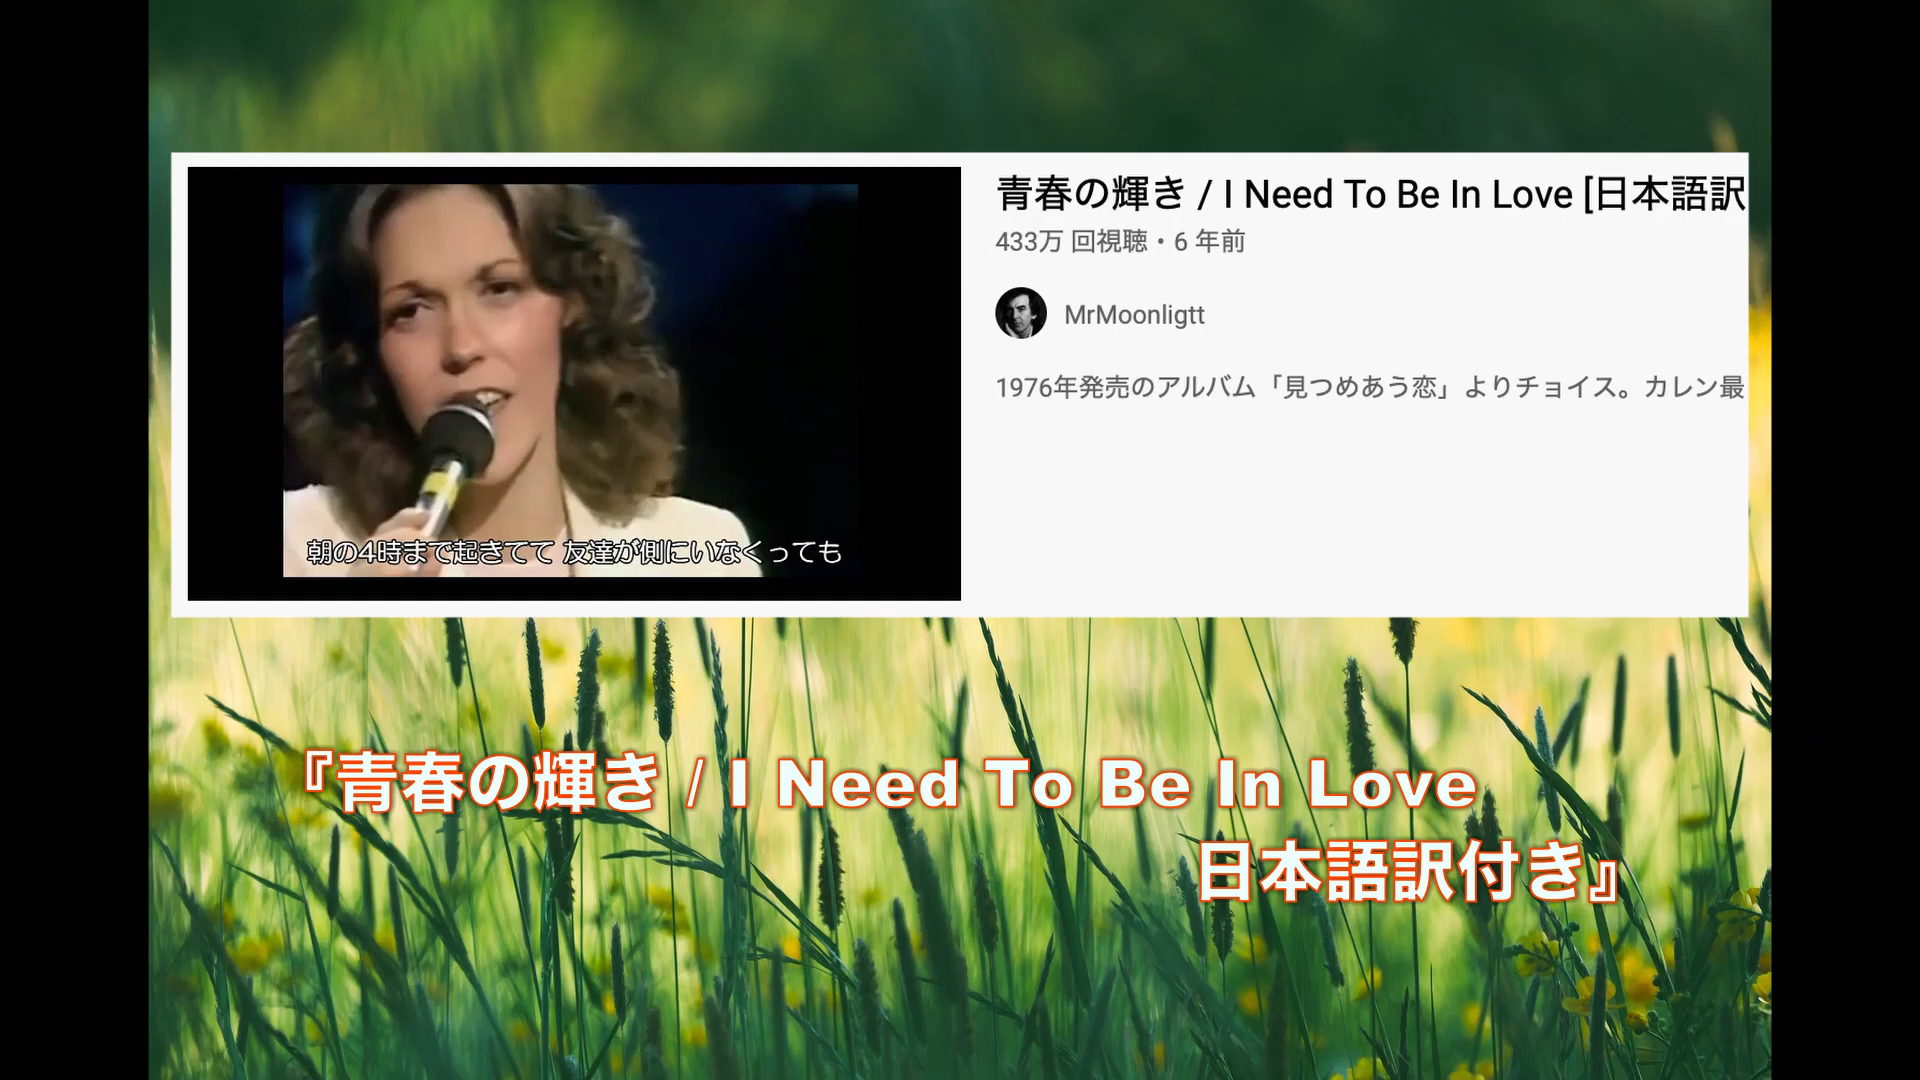 青春の輝き / I Need To Be In Love [日本語訳
433万 回視聴・6 年前
MrMoonligtt
1976年発売のアルバム「見つめあう恋」よりチョイス。カレン最
朝の4時まで起きてて 友達が側にいなくっても
『青春の輝き / I Need To Be In Love
日本語訳付き』